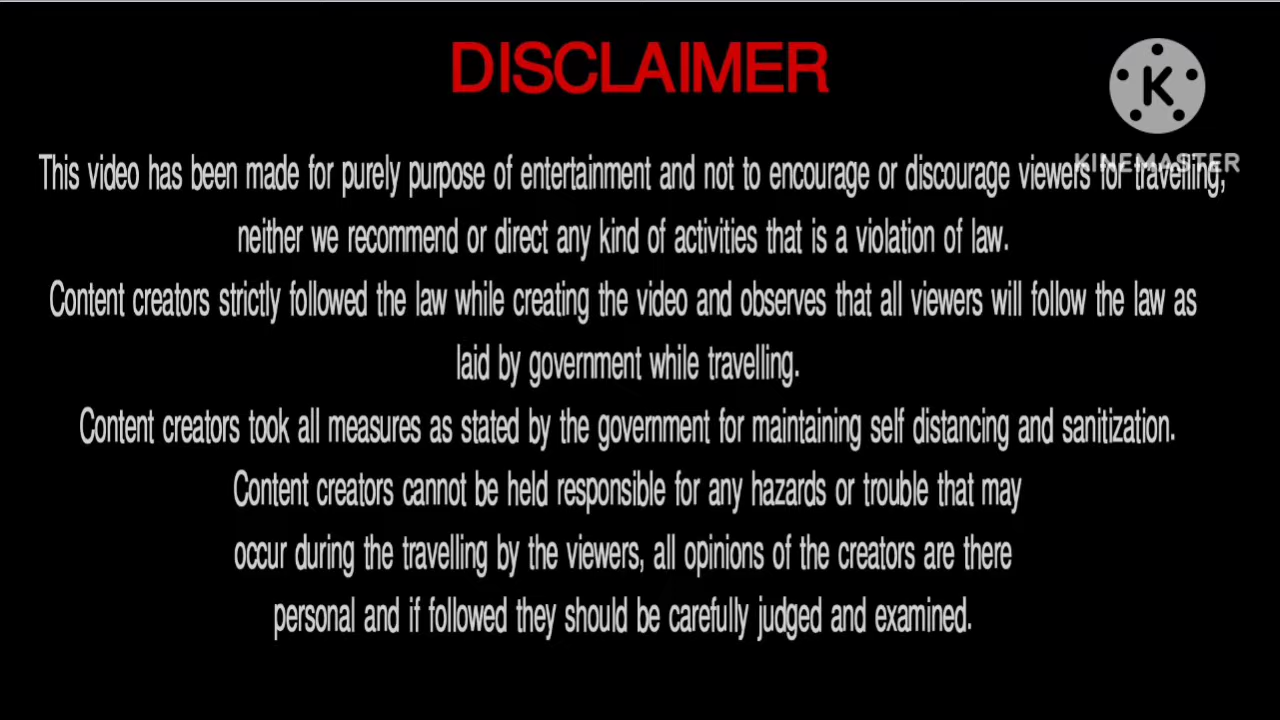 DISCLAIMER
K
KINEMASTER
This video has been made for purely purpose of entertainment and not to encourage or discourage viewers for travelling,
neither we recommend or direct any kind of activities that is a violation of law.
Content creators strictly followed the law while creating the video and observes that all viewers will follow the law as
laid by government while travelling.
Content creators took all measures as stated by the government for maintaining self distancing and sanitization.
Content creators cannot be held responsible for any hazards or trouble that may
occur during the travelling by the viewers, all opinions of the creators are there
personal and if followed they should be carefully judged and examined.